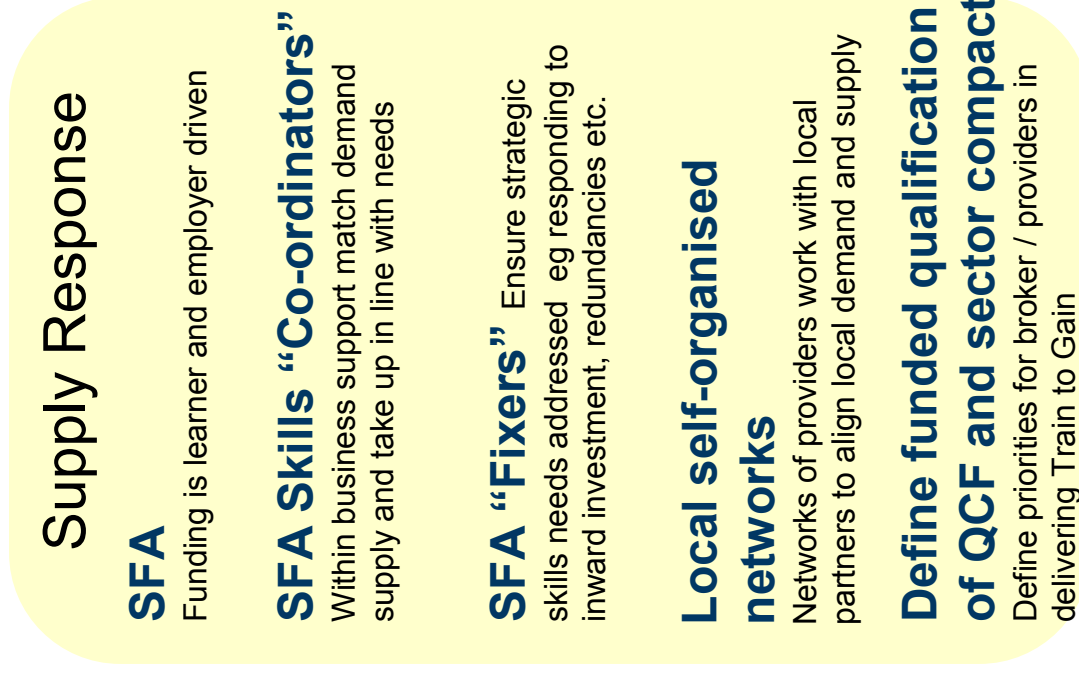 Supply Response
SFA
Funding is learner and employer driven
SFA Skills “Co-ordinators”
Within business support match demand
supply and take up in line with needs
SFA “Fixers” Ensure strategic
skills needs addressed eg responding to
inward investment, redundancies etc.
Local self-organised
networks
Networks of providers work with local
partners to align local demand and supply
Define funded qualification
of QCF and sector compact
Define priorities for broker / providers in
delivering Train to Gain